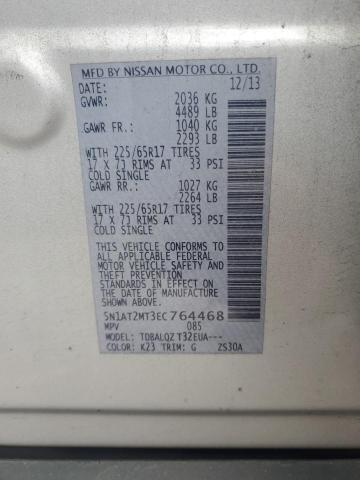 MFD BY NISSAN MOTOR CO., LTD.
DATE: 12/13
GVWR: 2036 KG
4489 LB
GAWR FR.: 1040 KG
2293 LB
WITH 225/65R17 TIRES
17 X 7J RIMS AT 33 PSI
COLD SINGLE
GAWR RR.: 1027 KG
2264 LB
WITH 225/65R17 TIRES
17 X 7J RIMS AT 33 PSI
COLD SINGLE
THIS VEHICLE CONFORMS TO
ALL APPLICABLE FEDERAL
MOTOR VEHICLE SAFETY
STANDARDS IN EFFECT ON
THE DATE OF MANUFACTURE
SHOWN ABOVE.
5N1AT2MT3EC764468
MPV 085
MODEL: TDBALQZ T32EUA---
COLOR: K23 TRIM: G ZS30A